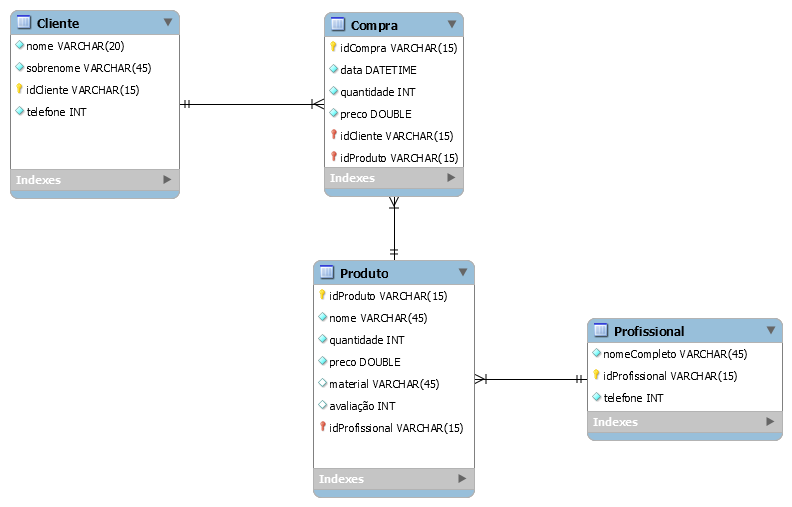 Cliente
nome VARCHAR(20)
sobrenome VARCHAR(45)
idCliente VARCHAR(15)
telefone INT
Indexes
Compra
idCompra VARCHAR(15)
data DATETIME
quantidade INT
preco DOUBLE
idCliente VARCHAR(15)
idProduto VARCHAR(15)
Indexes
Produto
idProduto VARCHAR(15)
nome VARCHAR(45)
quantidade INT
preco DOUBLE
material VARCHAR(45)
avaliação INT
idProfissional VARCHAR(15)
Indexes
Profissional
nomeCompleto VARCHAR(45)
idProfissional VARCHAR(15)
telefone INT
Indexes